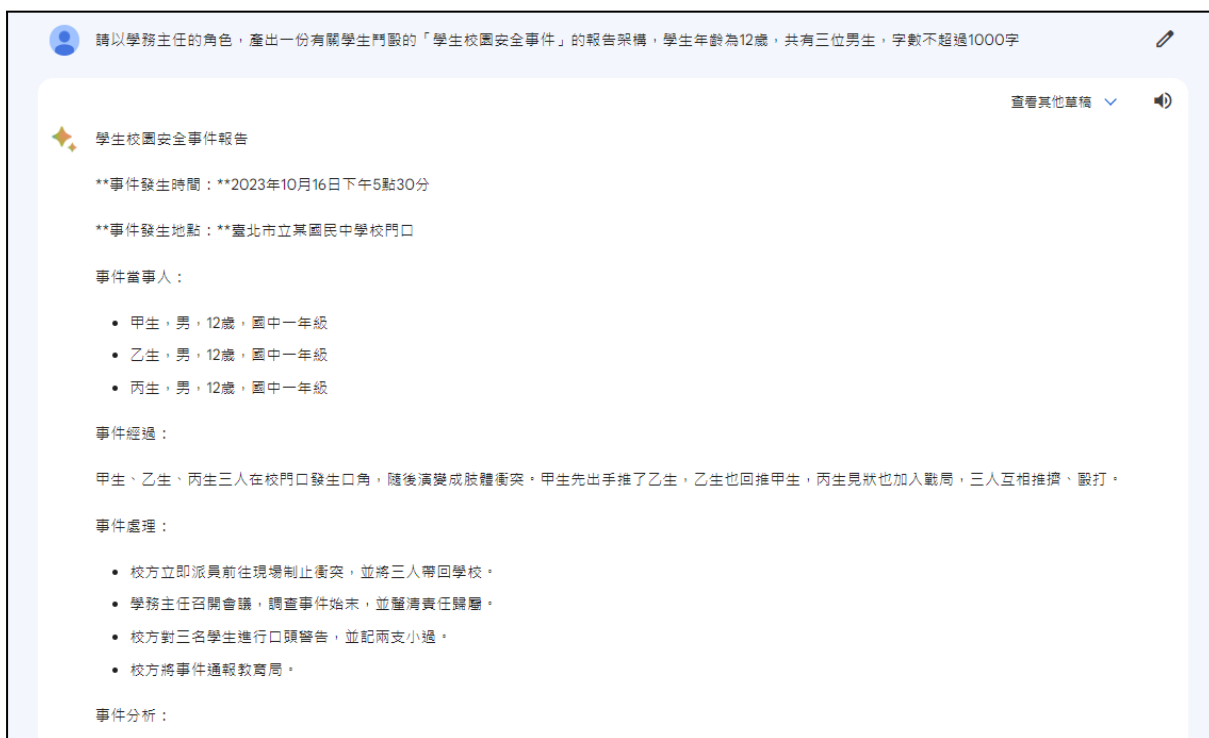 請以學務主任的角色，產出一份有關學生鬥毆的「學生校園安全事件」的報告架構，學生年齡為12歲，共有三位男生，字數不超過1000字
查看其他草稿
學生校園安全事件報告
**事件發生時間：**2023年10月16日下午5點30分
**事件發生地點：**臺北市立某國民中學校門口
事件當事人：
• 甲生，男，12歲，國中一年級
• 乙生，男，12歲，國中一年級
• 丙生，男，12歲，國中一年級
事件經過：
甲生、乙生、丙生三人在校門口發生口角，隨後演變成肢體衝突。甲生先出手推了乙生，乙生也回推甲生，丙生見狀也加入戰局，三人互相推擠、毆打。
事件處理：
• 校方立即派員前往現場制止衝突，並將三人帶回學校。
• 學務主任召開會議，調查事件始末，並釐清責任歸屬。
• 校方對三名學生進行口頭警告，並記兩支小過。
• 校方將事件通報教育局。
事件分析：